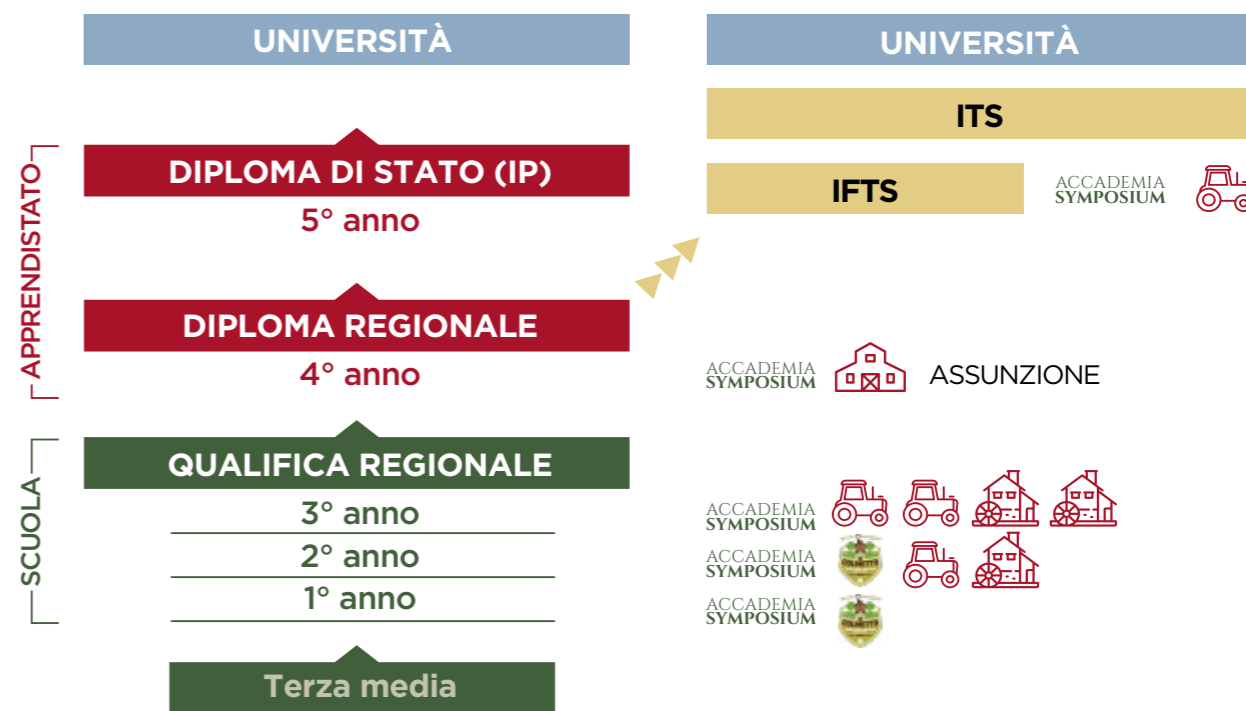 UNIVERSITÀ
DIPLOMA DI STATO (IP)
5° anno
DIPLOMA REGIONALE
4° anno
APPRENDISTATO
QUALIFICA REGIONALE
3° anno
2° anno
1° anno
SCUOLA
Terza media
UNIVERSITÀ
ITS
IFTS
ACCADEMIA
SYMPOSIUM
ACCADEMIA
SYMPOSIUM
ASSUNZIONE
ACCADEMIA
SYMPOSIUM
ACCADEMIA
SYMPOSIUM
ACCADEMIA
SYMPOSIUM